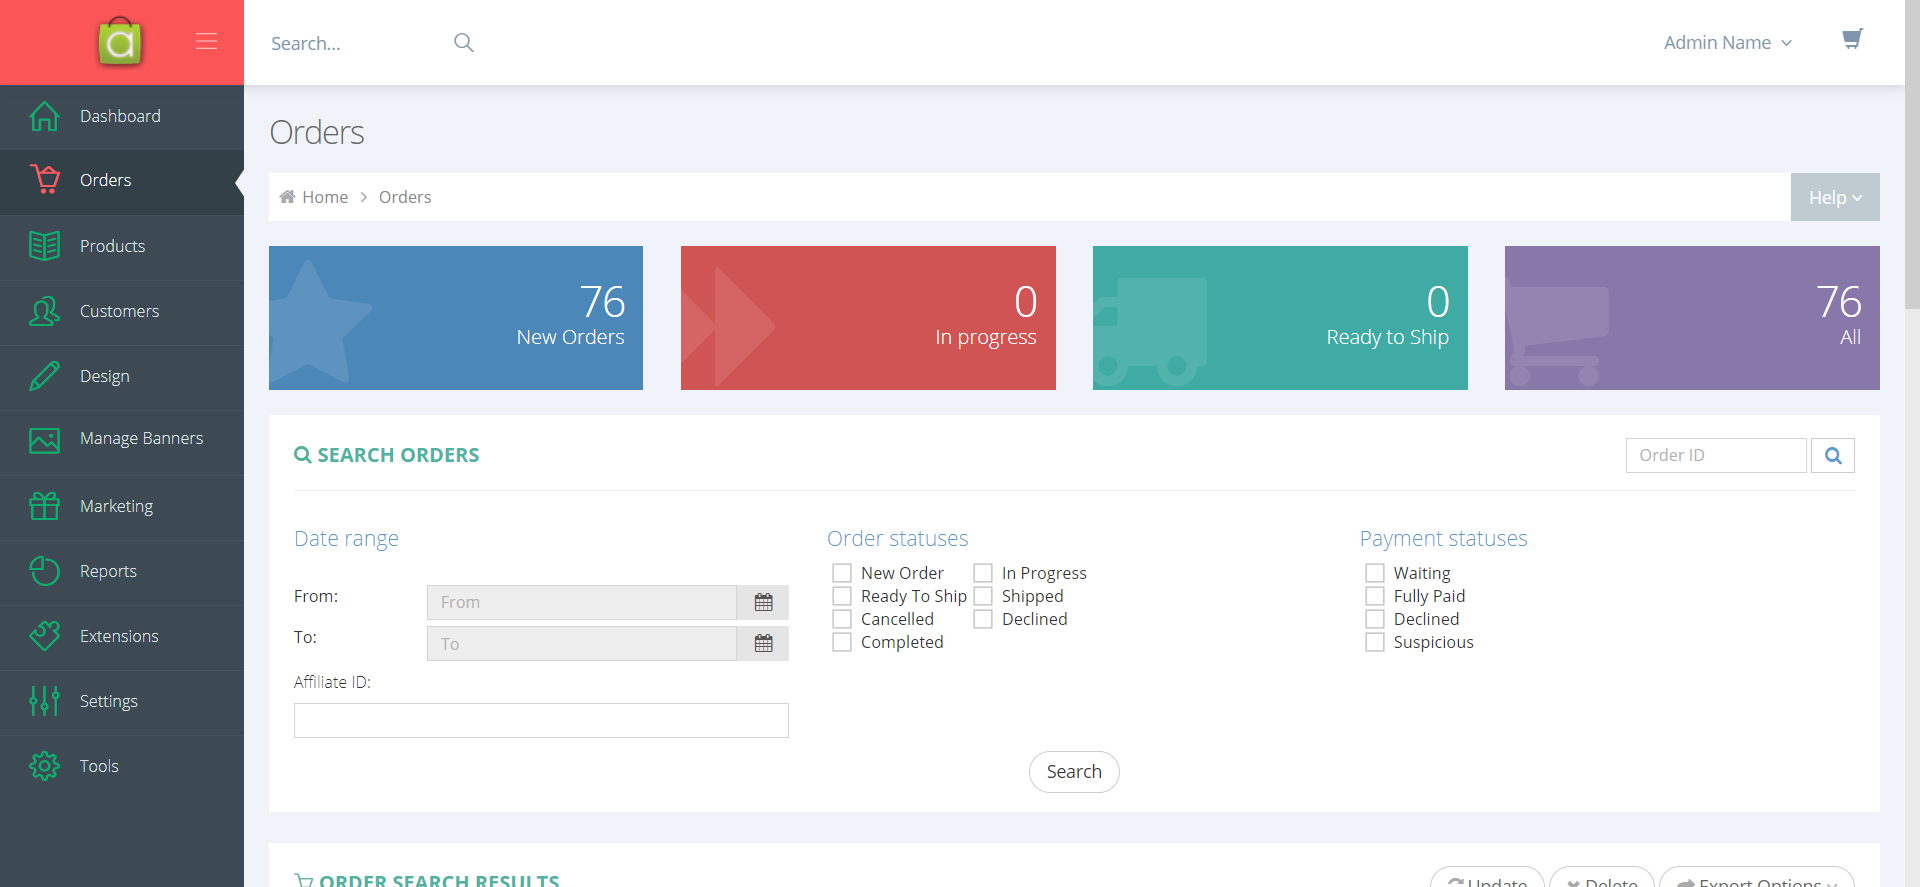 Search...
Admin Name
Dashboard
Orders
Products
Customers
Design
Manage Banners
Marketing
Reports
Extensions
Settings
Tools
Orders
Home > Orders
Help
76
New Orders
0
In progress
0
Ready to Ship
76
All
SEARCH ORDERS
Order ID
Date range
From:
From
To:
To
Affiliate ID:
Order statuses
New Order
In Progress
Ready To Ship
Shipped
Cancelled
Declined
Completed
Payment statuses
Waiting
Fully Paid
Declined
Suspicious
Search
ORDER SEARCH RESULTS
Update
Delete
Export Options